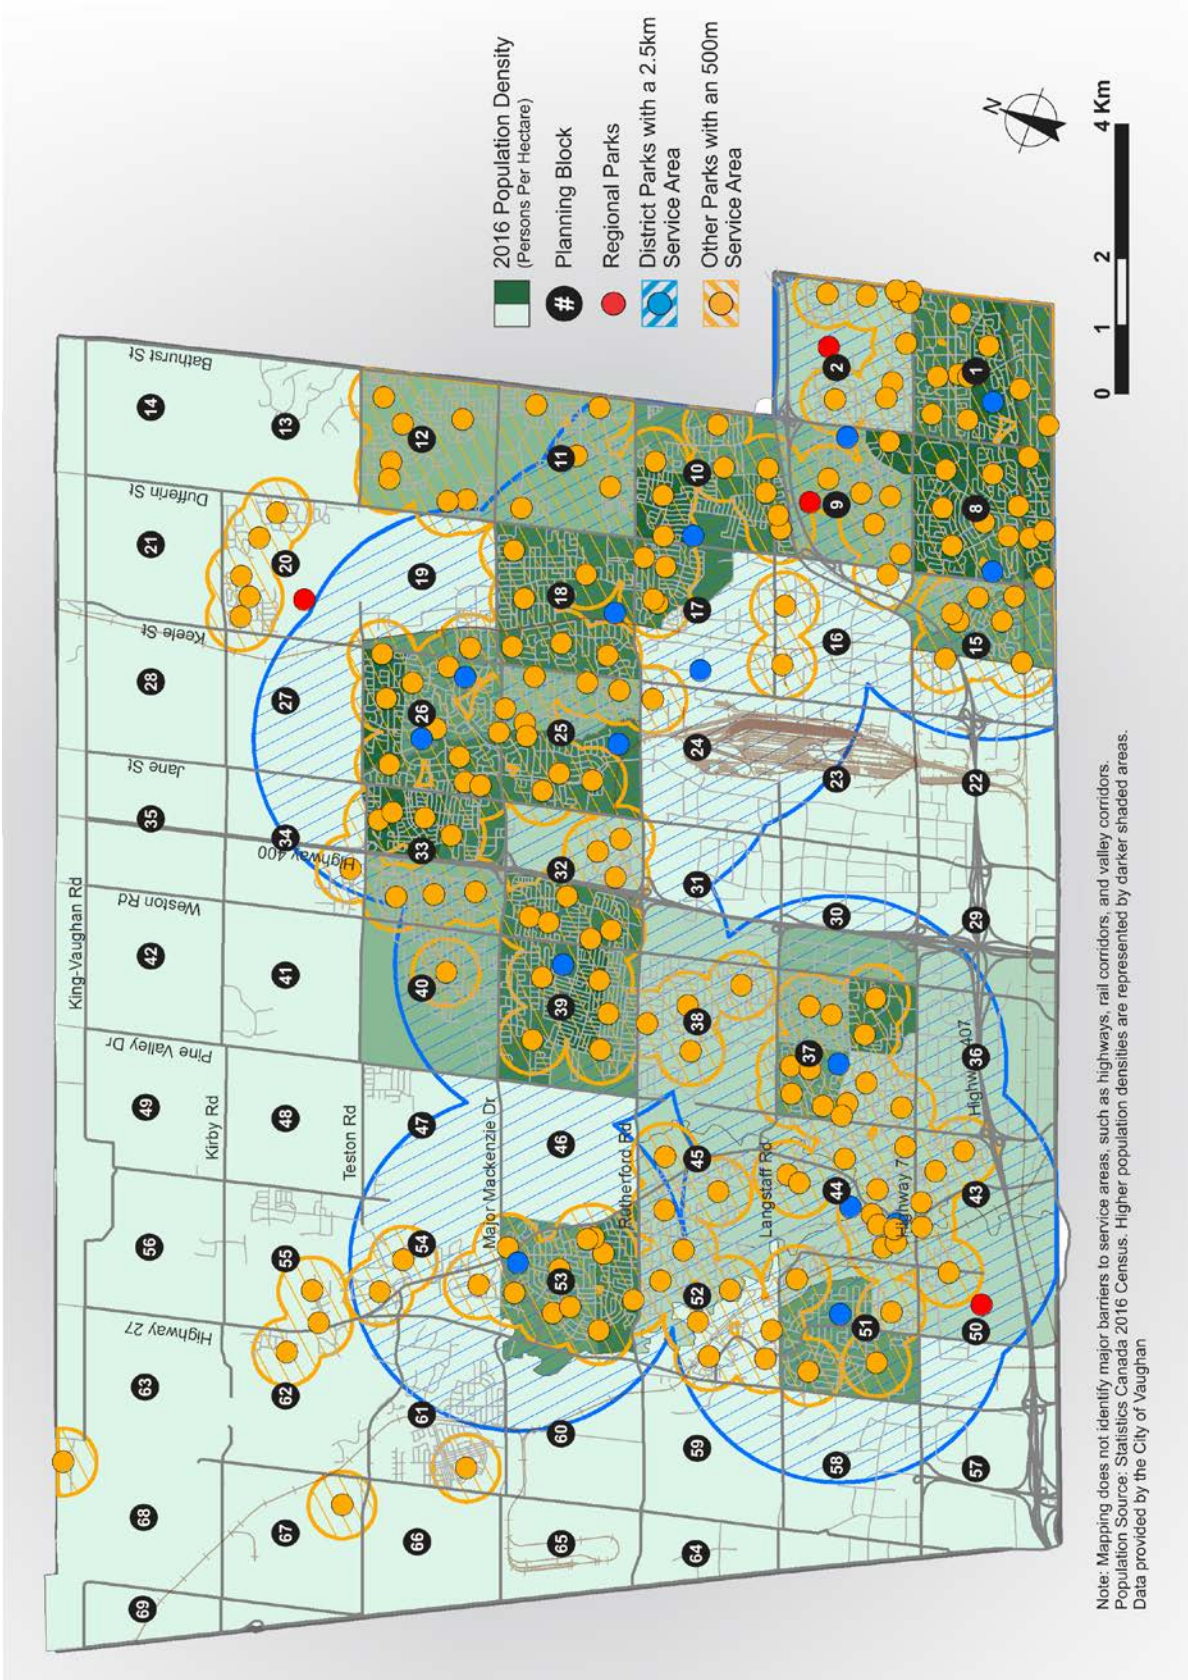 2016 Population Density
(Persons Per Hectare)
#
Planning Block
Regional Parks
District Parks with a 2.5km
Service Area
Other Parks with an 500m
Service Area
N
0
1
2
4 Km
King-Vaughan Rd
Kirby Rd
Teston Rd
Major Mackenzie Dr
Rutherford Rd
Langstaff Rd
Highway 7
Highway 407
Highway 27
Pine Valley Dr
Weston Rd
Highway 400
Jane St
Keele St
Dufferin St
Bathurst St
69
68
63
56
49
42
35
28
21
14
67
62
55
48
41
34
27
20
13
66
61
54
47
40
33
26
19
12
65
60
53
46
39
32
25
18
11
64
59
52
45
38
31
24
17
10
58
51
44
37
30
23
16
9
2
57
50
43
36
29
22
15
8
1
Note: Mapping does not identify major barriers to service areas, such as highways, rail corridors, and valley corridors.
Population Source: Statistics Canada 2016 Census. Higher population densities are represented by darker shaded areas.
Data provided by the City of Vaughan